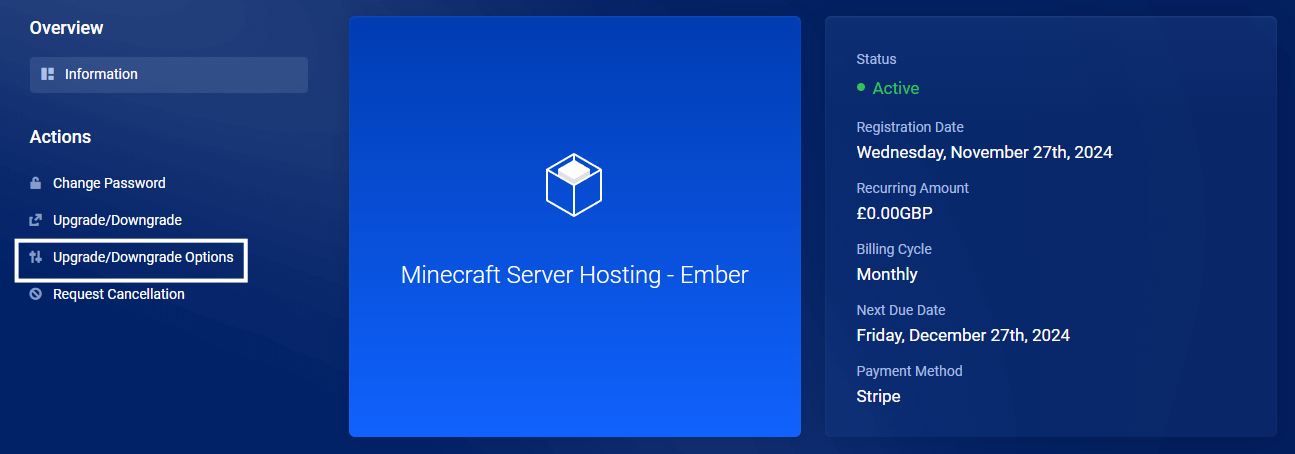 Overview
Information
Actions
Change Password
Upgrade/Downgrade
Upgrade/Downgrade Options
Request Cancellation
Minecraft Server Hosting - Ember
Status
Active
Registration Date
Wednesday, November 27th, 2024
Recurring Amount
£0.00GBP
Billing Cycle
Monthly
Next Due Date
Friday, December 27th, 2024
Payment Method
Stripe